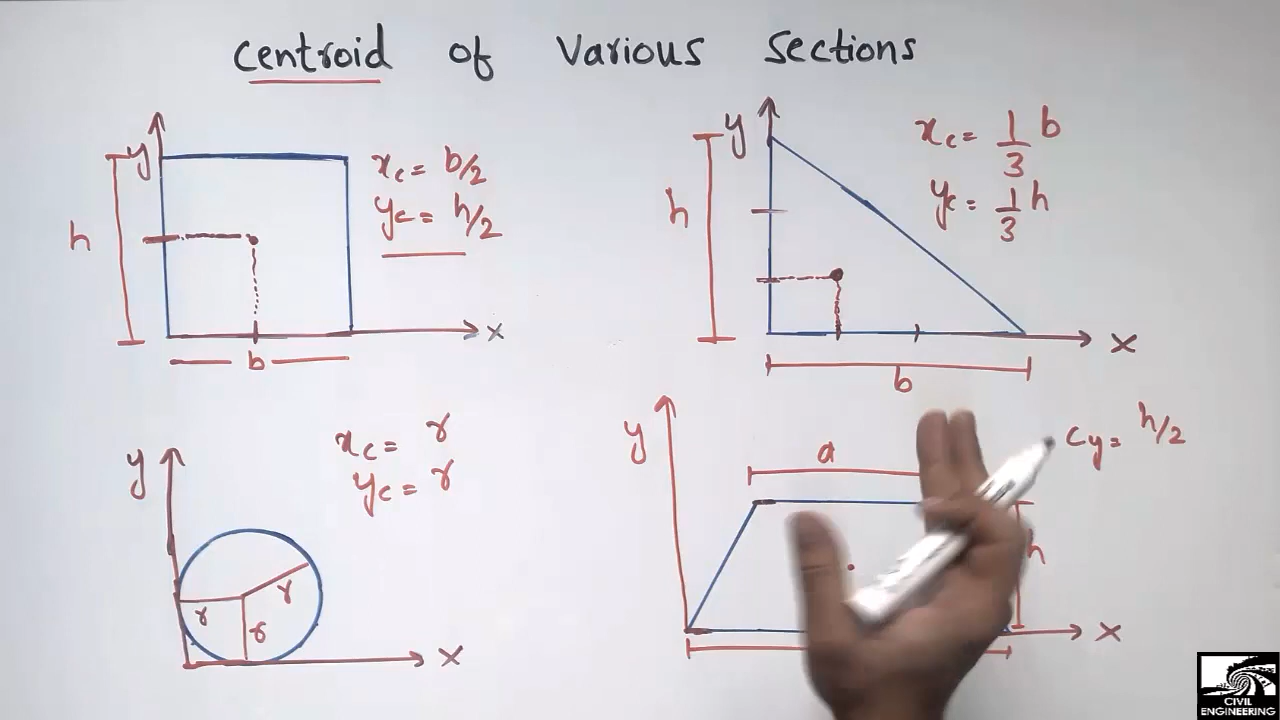 Centroid of Various Sections
y
h
b
x
xc = b/2
yc = h/2
y
h
b
x
xc = 1/3 b
yc = 1/3 h
y
r
r
r
x
xc = r
yc = r
y
a
h
x
Cy = h/2
CIVIL
ENGINEERING